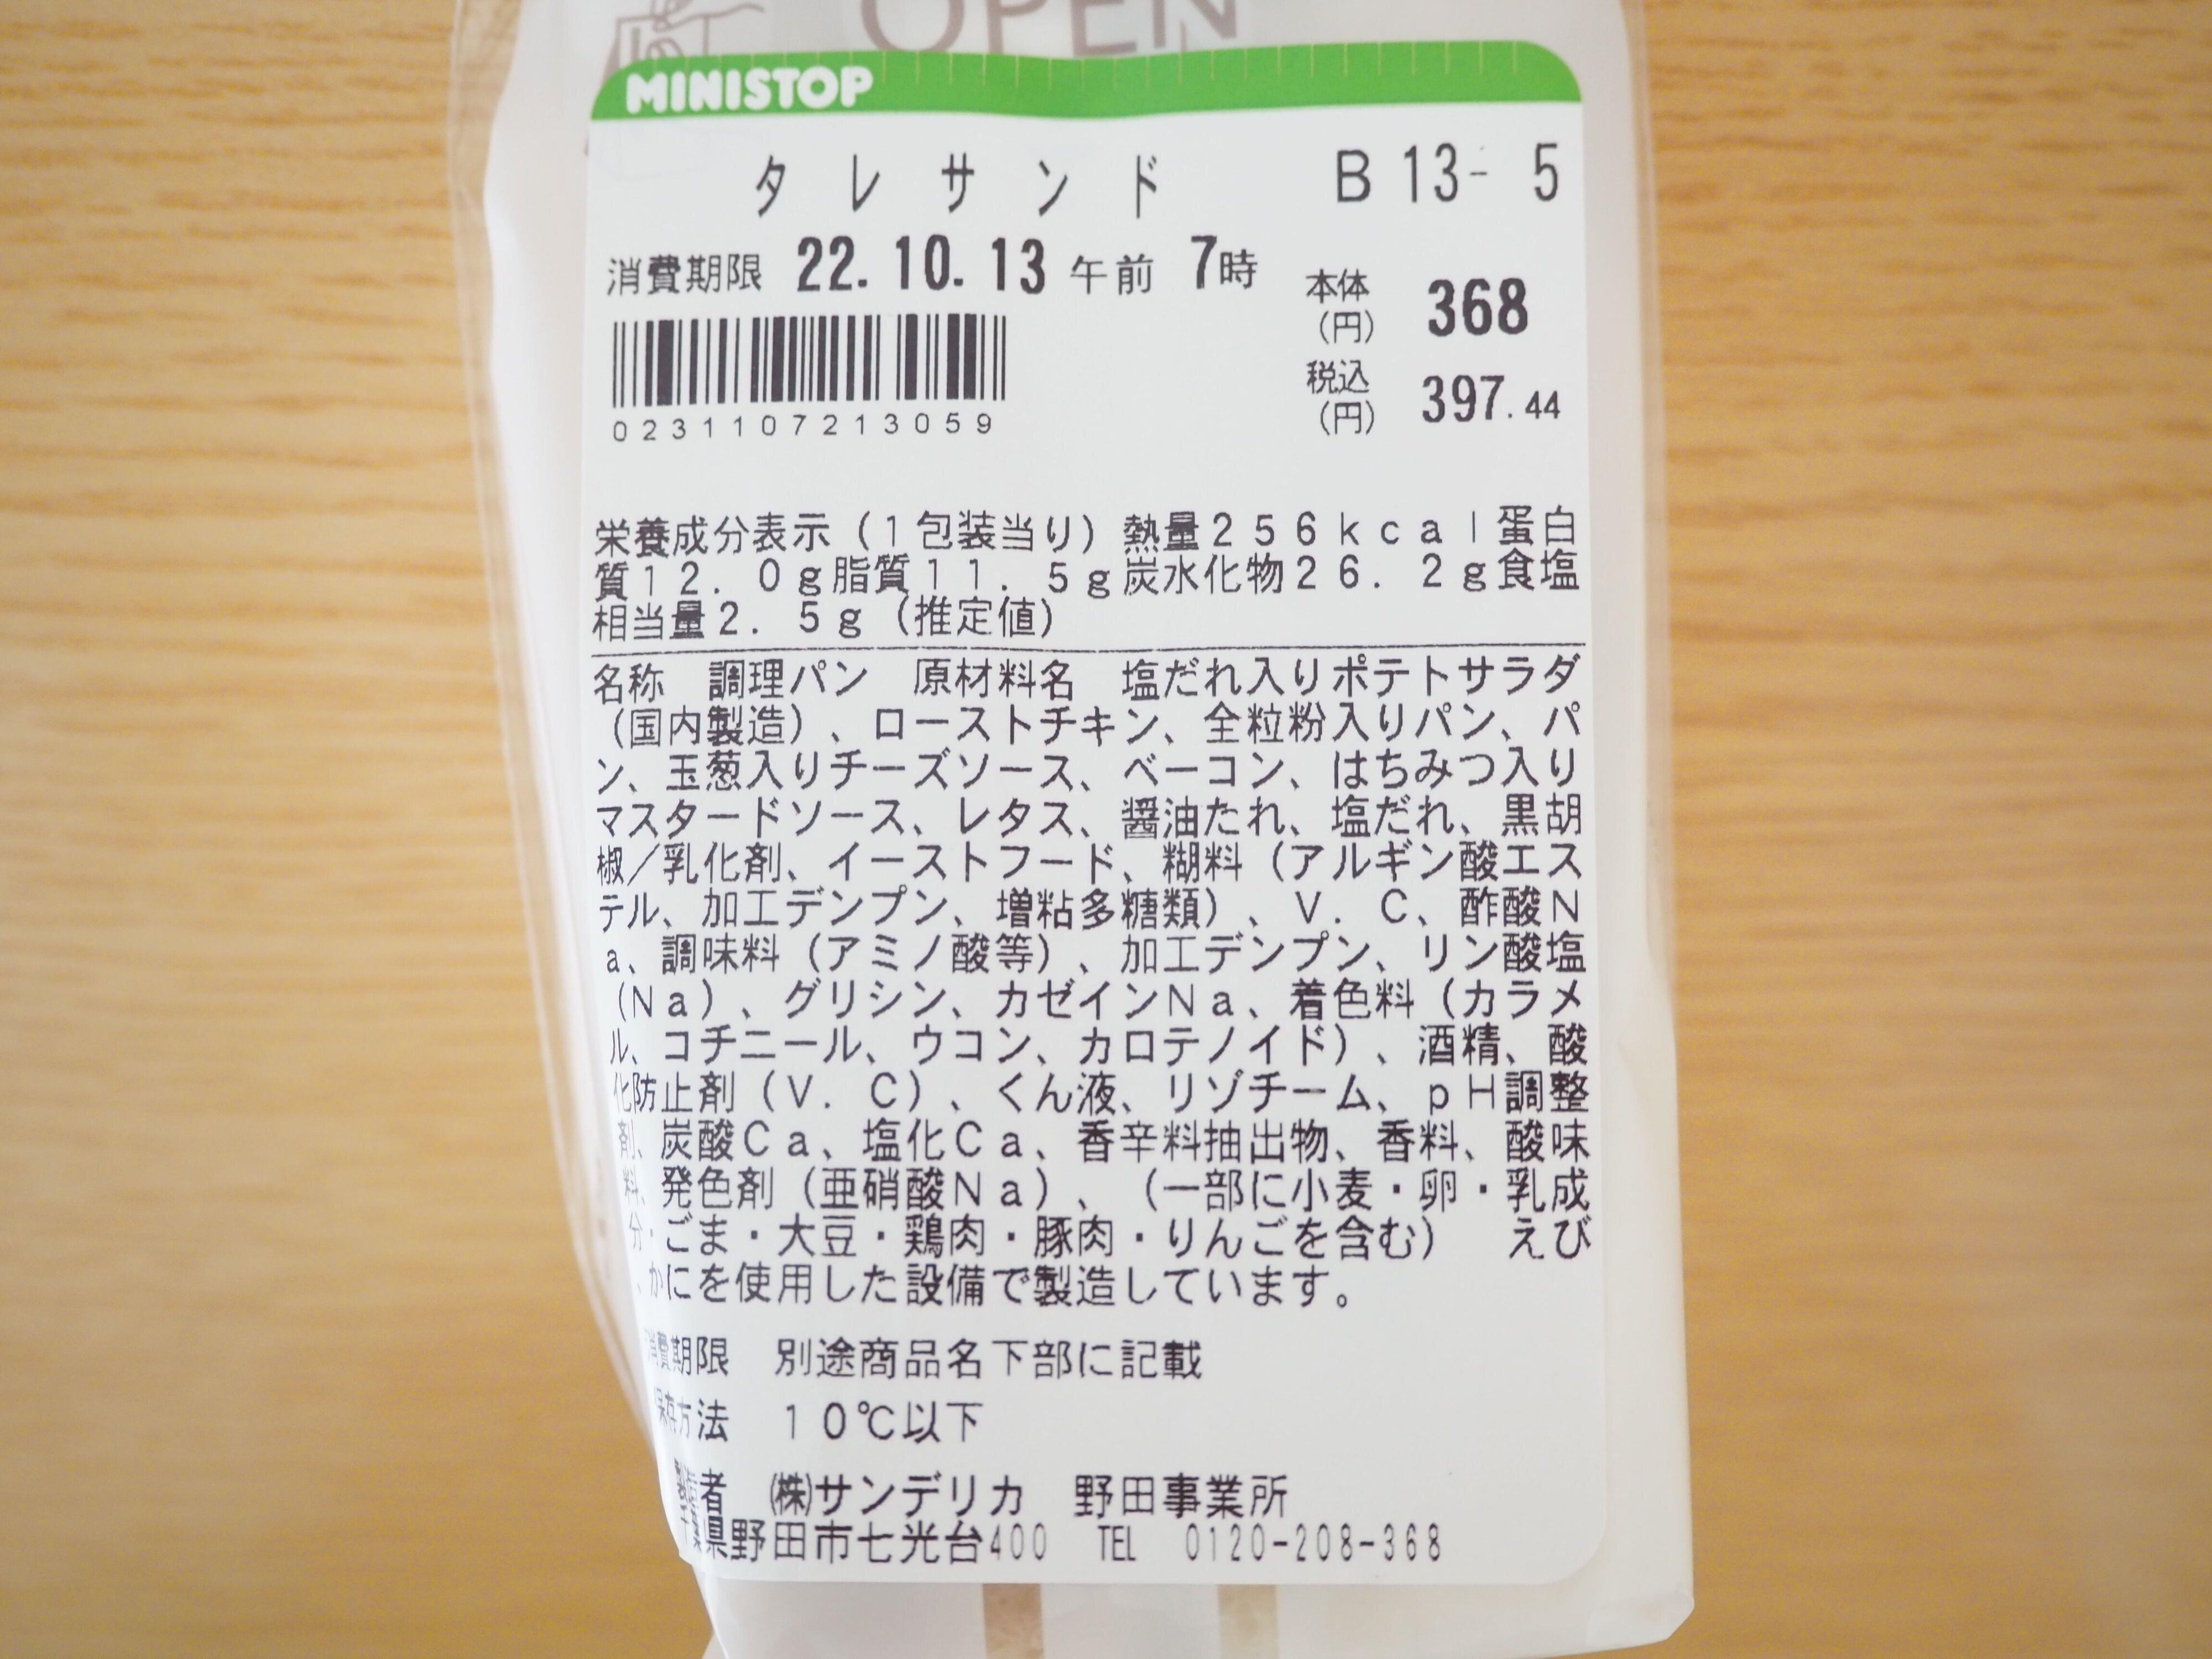 OPEN
MINISTOP
タレサンド B 13- 5
消費期限 22.10.13 午前 7時
本体(円) 368
税込(円) 397.44
0231107213059
栄養成分表示(1包装当り)熱量256kcal蛋白
質12.0g脂質11.5g炭水化物26.2g食塩
相当量2.5g(推定値)
名称 調理パン 原材料名 塩だれ入りポテトサラダ
(国内製造)、ローストチキン、全粒粉入りパン、パ
ン、玉葱入りチーズソース、ベーコン、はちみつ入り
マスタードソース、レタス、醤油たれ、塩だれ、黒胡
椒/乳化剤、イーストフード、糊料(アルギン酸エス
テル、加工デンプン、増粘多糖類)、V.C、酢酸N
a、調味料(アミノ酸等)、加工デンプン、リン酸塩
(Na)、グリシン、カゼインNa、着色料(カラメ
ル、コチニール、ウコン、カロテノイド)、酒精、酸
化防止剤(V.C)、くん液、リゾチーム、pH調整
剤、炭酸Ca、塩化Ca、香辛料抽出物、香料、酸味
料、発色剤(亜硝酸Na)、(一部に小麦・卵・乳成
分・ごま・大豆・鶏肉・豚肉・りんごを含む) えび
、かにを使用した設備で製造しています。
消費期限 別途商品名下部に記載
保存方法 10℃以下
製造者 ㈱サンデリカ 野田事業所
千葉県野田市七光台400 TEL 0120-208-368